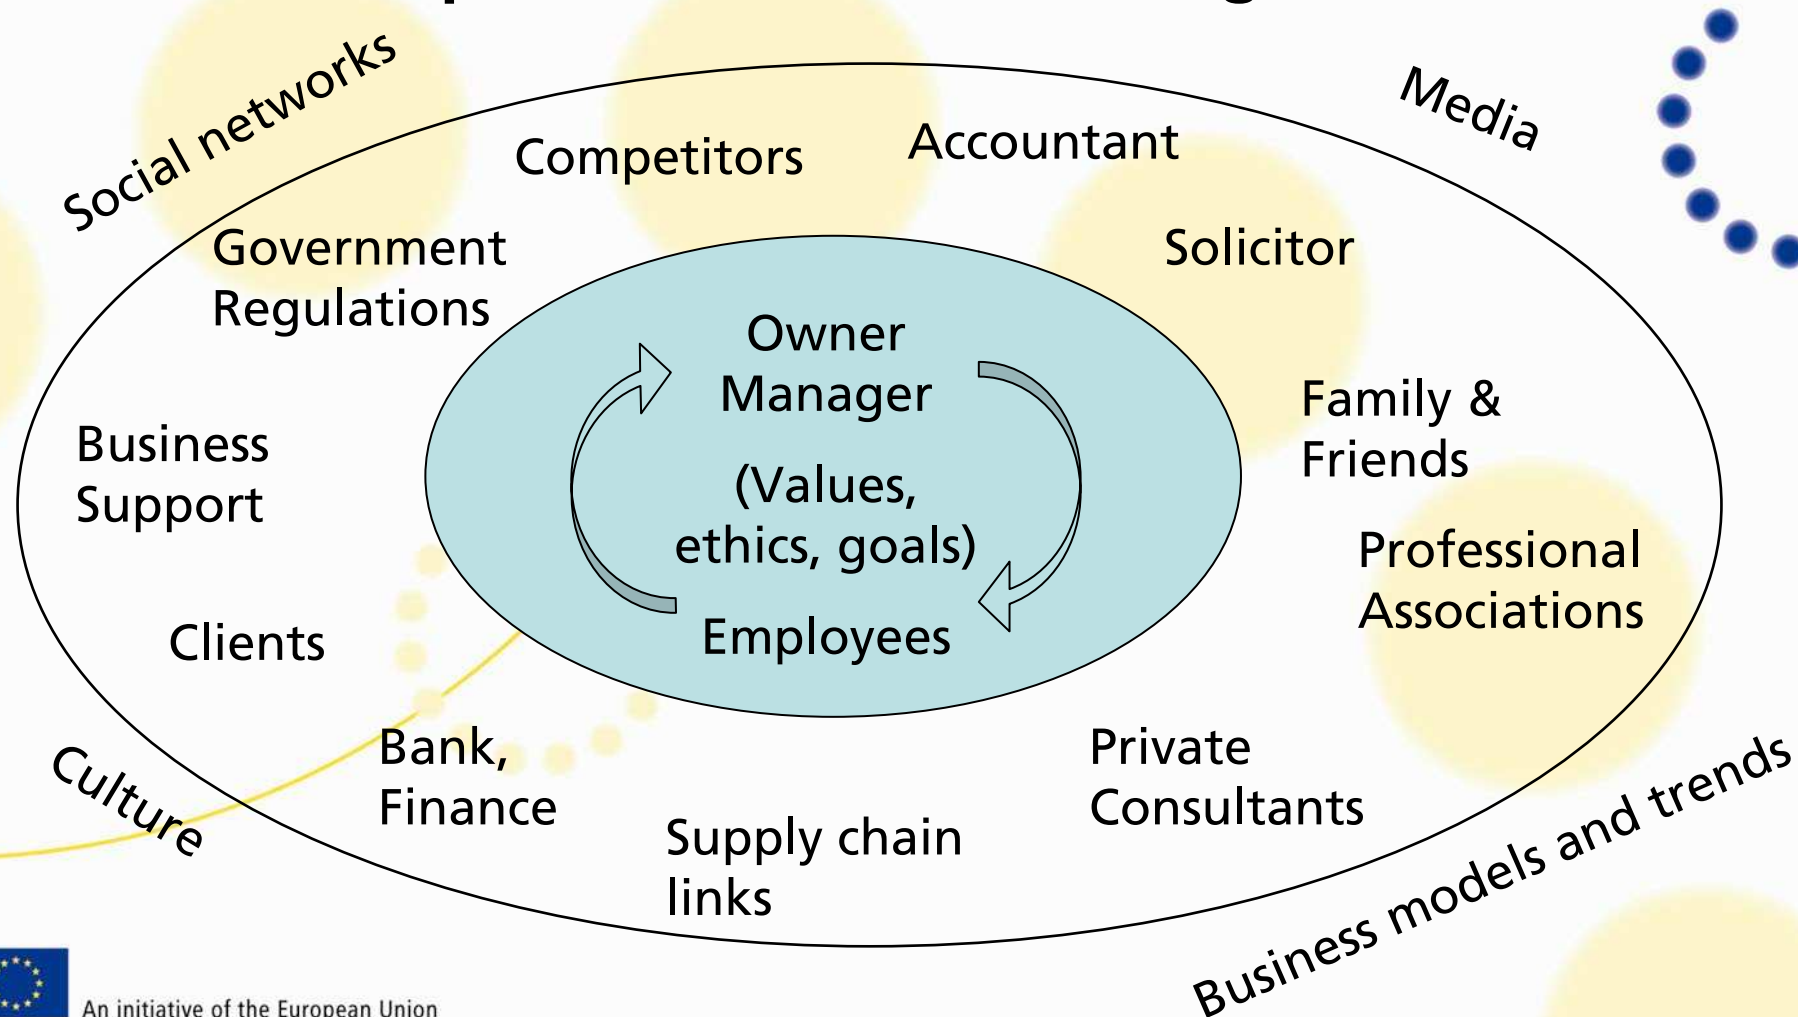 Social networks
Media
Competitors
Accountant
Government
Regulations
Solicitor
Owner
Manager
(Values,
ethics, goals)
Employees
Family &
Friends
Business
Support
Professional
Associations
Clients
Culture
Bank,
Finance
Supply chain
links
Private
Consultants
Business models and trends
An initiative of the European Union